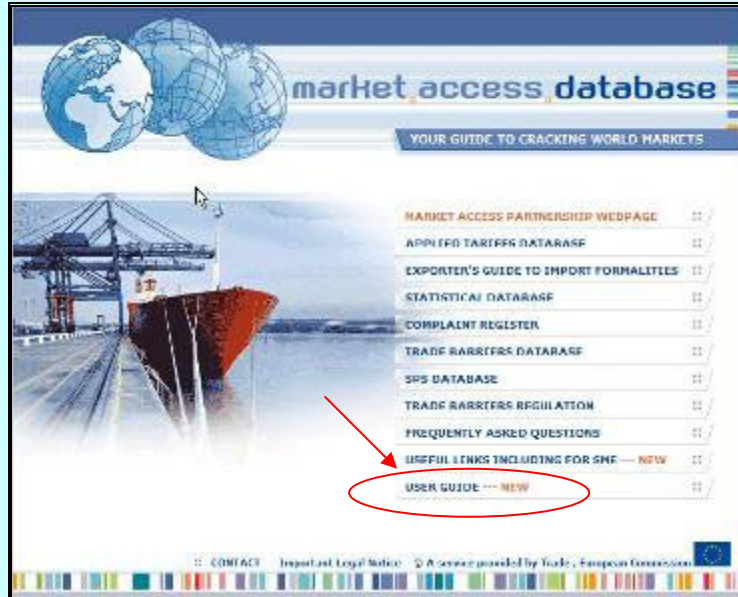 market access database
YOUR GUIDE TO CRACKING WORLD MARKETS
MARKET ACCESS PARTNERSHIP WEBPAGE
APPLIED TARIFFS DATABASE
EXPORTER'S GUIDE TO IMPORT FORMALITIES
STATISTICAL DATABASE
COMPLAINT REGISTER
TRADE BARRIERS DATABASE
SPS DATABASE
TRADE BARRIERS REGULATION
FREQUENTLY ASKED QUESTIONS
USEFUL LINKS INCLUDING FOR SME --- NEW
USER GUIDE --- NEW
:: CONTACT Important Legal Notice © A service provided by Trade, European Commission